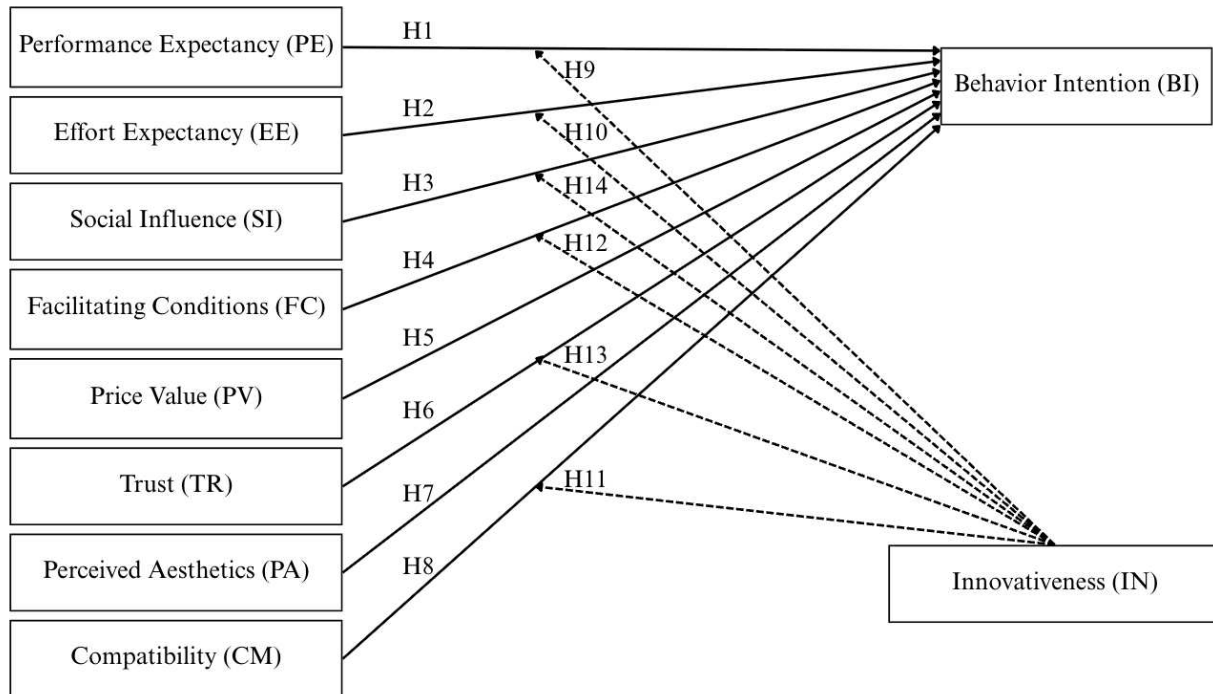 Performance Expectancy (PE)
Effort Expectancy (EE)
Social Influence (SI)
Facilitating Conditions (FC)
Price Value (PV)
Trust (TR)
Perceived Aesthetics (PA)
Compatibility (CM)
H1
H2
H3
H4
H5
H6
H7
H8
H9
H10
H14
H12
H13
H11
Behavior Intention (BI)
Innovativeness (IN)